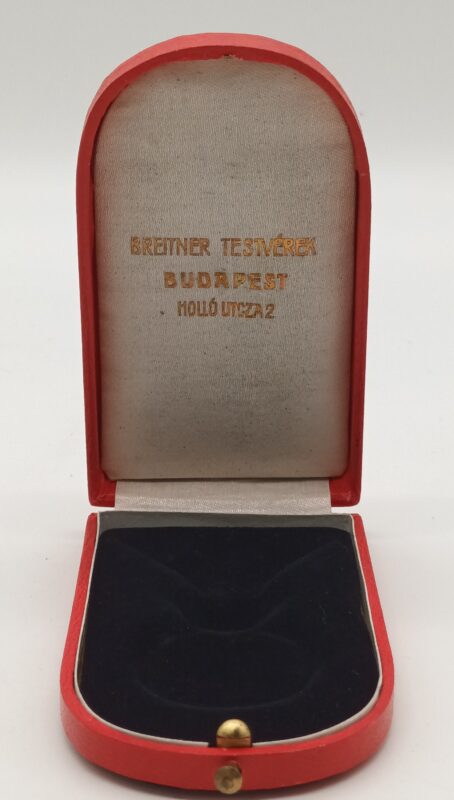 BREITNER TESTVÉREK
BUDAPEST
HOLLÓ UTCZA 2